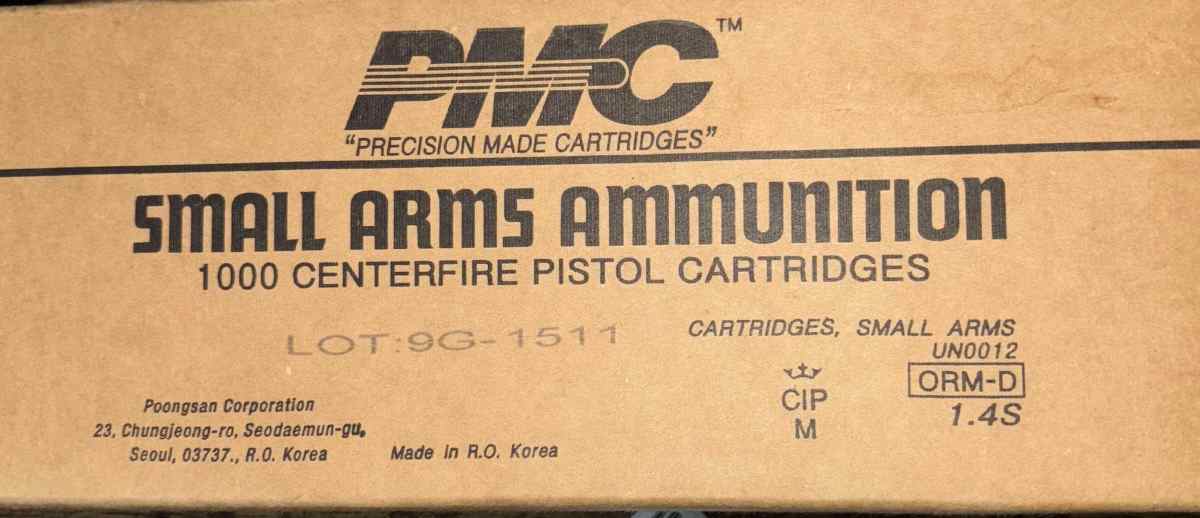 PMC™
"PRECISION MADE CARTRIDGES"
SMALL ARMS AMMUNITION
1000 CENTERFIRE PISTOL CARTRIDGES
LOT:9G-1511
CARTRIDGES, SMALL ARMS
UN0012
ORM-D
1.4S
CIP
M
Poongsan Corporation
23, Chungjeong-ro, Seodaemun-gu,
Seoul, 03737., R.O. Korea
Made in R.O. Korea